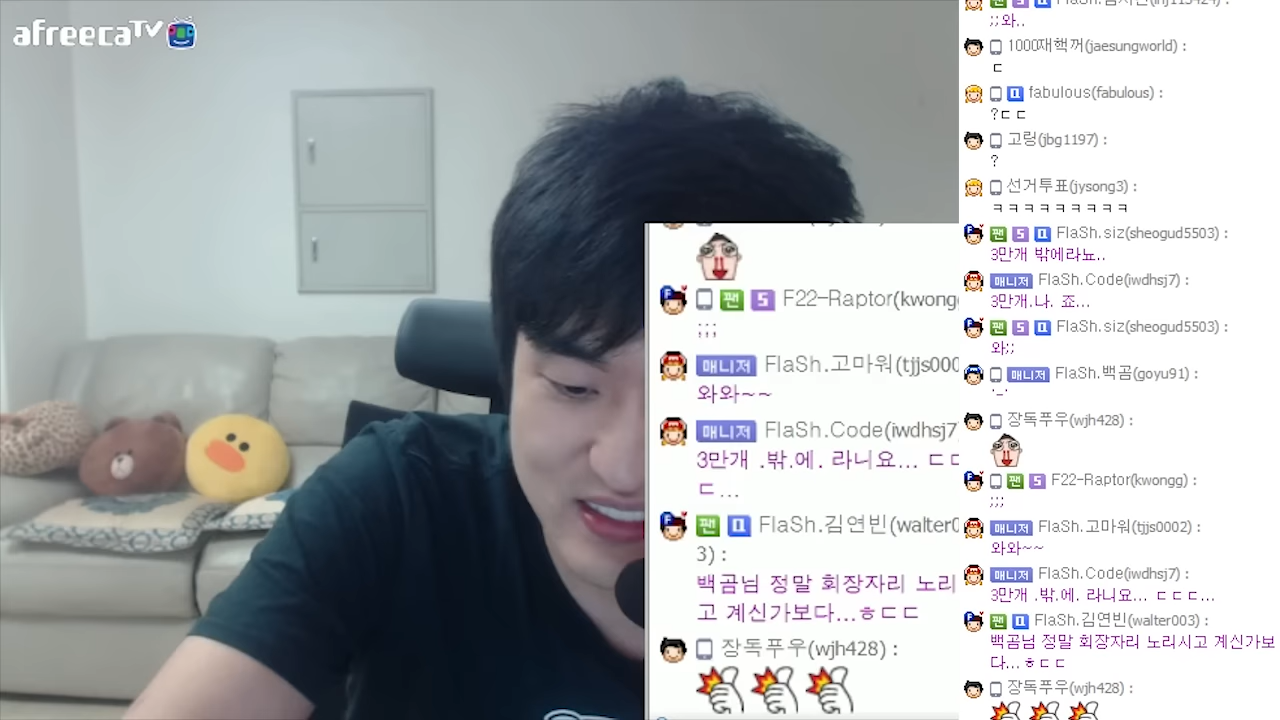 afreecaTV
;;와..
1000재핵꺼(jaesungworld) :
ㄷ
fabulous(fabulous) :
?ㄷㄷ
고렁(jbg1197) :
?
선거투표(jysong3) :
ㅋㅋㅋㅋㅋㅋㅋㅋㅋ
팬 S Q FlaSh.siz(sheogud5503) :
3만개 밖에라뇨..
매니저 FlaSh.Code(iwdhsj7) :
3만개.나. 죠...
팬 S Q FlaSh.siz(sheogud5503) :
와;;
매니저 FlaSh.백곰(goyu91) :
'_'
장독푸우(wjh428) :
팬 S F22-Raptor(kwongg) :
;;;
매니저 FlaSh.고마워(tjjs0002) :
와와~~
매니저 FlaSh.Code(iwdhsj7) :
3만개 .밖.에. 라니요... ㄷㄷㄷ...
팬 Q FlaSh.김연빈(walter003) :
백곰님 정말 회장자리 노리시고 계신가보
다...ㅎㄷㄷ
장독푸우(wjh428) :
팬 S F22-Raptor(kwongg
;;;
매니저 FlaSh.고마워(tjjs000
와와~~
매니저 FlaSh.Code(iwdhsj7
3만개 .밖.에. 라니요... ㄷㄷ
ㄷ...
팬 Q FlaSh.김연빈(walter0
3) :
백곰님 정말 회장자리 노리
고 계신가보다...ㅎㄷㄷ
장독푸우(wjh428) :